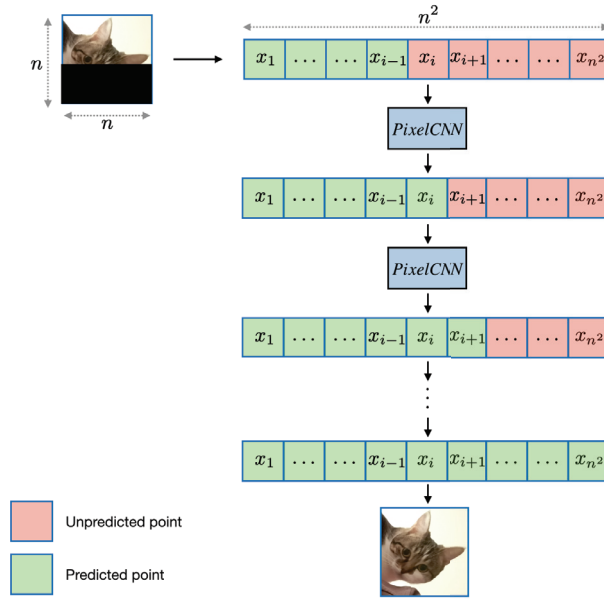 n²
n
n
x₁ … … xᵢ₋₁ xᵢ xᵢ₊₁ … … xₙ²
PixelCNN
x₁ … … xᵢ₋₁ xᵢ xᵢ₊₁ … … xₙ²
PixelCNN
x₁ … … xᵢ₋₁ xᵢ xᵢ₊₁ … … xₙ²
⋮
x₁ … … xᵢ₋₁ xᵢ xᵢ₊₁ … … xₙ²
Unpredicted point
Predicted point